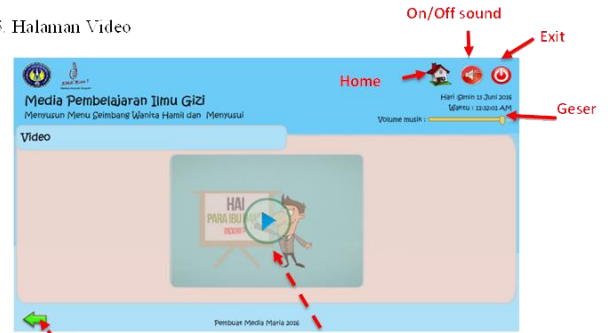 5. Halaman Video
On/Off sound
Exit
Home
Geser
Media Pembelajaran Ilmu Gizi
Menyusun Menu Seimbang Wanita Hamil dan Menyusui
Hari :Senin 13 Juni 2016
Waktu : 11:32:01 AM
Volume musik :
Video
HAI
PARA IBU
Pembuat Media Maria 2016